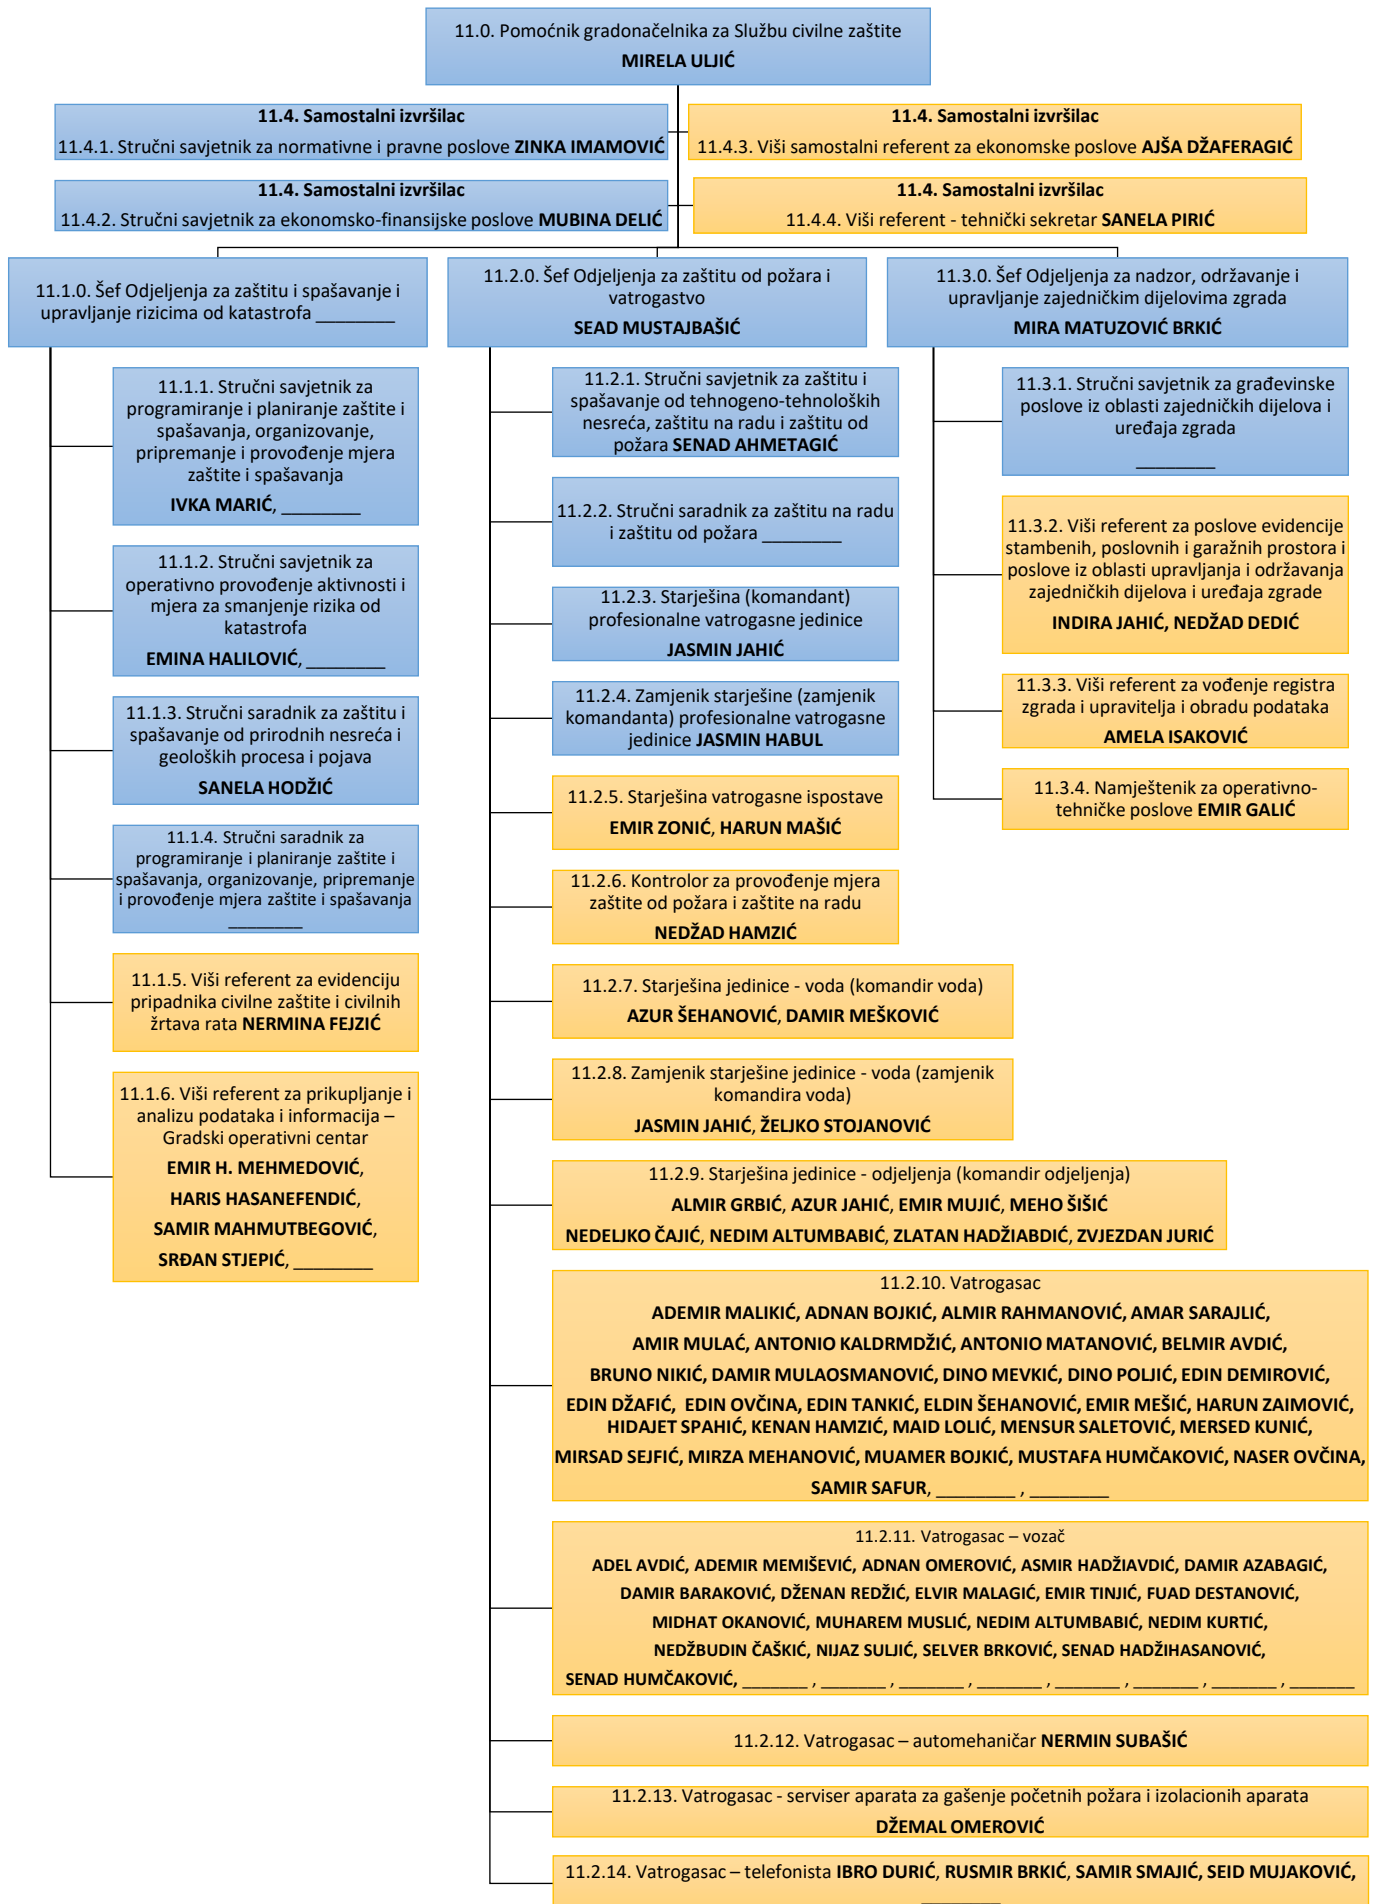 11.0. Pomoćnik gradonačelnika za Službu civilne zaštite
MIRELA ULJIĆ
11.4. Samostalni izvršilac
11.4.1. Stručni savjetnik za normativne i pravne poslove ZINKA IMAMOVIĆ
11.4. Samostalni izvršilac
11.4.3. Viši samostalni referent za ekonomske poslove AJŠA DŽAFERAGIĆ
11.4. Samostalni izvršilac
11.4.2. Stručni savjetnik za ekonomsko-finansijske poslove MUBINA DELIĆ
11.4. Samostalni izvršilac
11.4.4. Viši referent - tehnički sekretar SANELA PIRIĆ
11.1.0. Šef Odjeljenja za zaštitu i spašavanje i
upravljanje rizicima od katastrofa ________
11.1.1. Stručni savjetnik za
programiranje i planiranje zaštite i
spašavanja, organizovanje,
pripremanje i provođenje mjera
zaštite i spašavanja
IVKA MARIĆ, ________
11.1.2. Stručni savjetnik za
operativno provođenje aktivnosti i
mjera za smanjenje rizika od
katastrofa
EMINA HALILOVIĆ, ________
11.1.3. Stručni saradnik za zaštitu i
spašavanje od prirodnih nesreća i
geoloških procesa i pojava
SANELA HODŽIĆ
11.1.4. Stručni saradnik za
programiranje i planiranje zaštite i
spašavanja, organizovanje, pripremanje
i provođenje mjera zaštite i spašavanja
________
11.1.5. Viši referent za evidenciju
pripadnika civilne zaštite i civilnih
žrtava rata NERMINA FEJZIĆ
11.1.6. Viši referent za prikupljanje i
analizu podataka i informacija –
Gradski operativni centar
EMIR H. MEHMEDOVIĆ,
HARIS HASANEFENDIĆ,
SAMIR MAHMUTBEGOVIĆ,
SRĐAN STJEPIĆ, ________
11.2.0. Šef Odjeljenja za zaštitu od požara i
vatrogastvo
SEAD MUSTAJBAŠIĆ
11.2.1. Stručni savjetnik za zaštitu i
spašavanje od tehnogeno-tehnoloških
nesreća, zaštitu na radu i zaštitu od
požara SENAD AHMETAGIĆ
11.2.2. Stručni saradnik za zaštitu na radu
i zaštitu od požara ________
11.2.3. Starješina (komandant)
profesionalne vatrogasne jedinice
JASMIN JAHIĆ
11.2.4. Zamjenik starješine (zamjenik
komandanta) profesionalne vatrogasne
jedinice JASMIN HABUL
11.2.5. Starješina vatrogasne ispostave
EMIR ZONIĆ, HARUN MAŠIĆ
11.2.6. Kontrolor za provođenje mjera
zaštite od požara i zaštite na radu
NEDŽAD HAMZIĆ
11.2.7. Starješina jedinice - voda (komandir voda)
AZUR ŠEHANOVIĆ, DAMIR MEŠKOVIĆ
11.2.8. Zamjenik starješine jedinice - voda (zamjenik
komandira voda)
JASMIN JAHIĆ, ŽELJKO STOJANOVIĆ
11.2.9. Starješina jedinice - odjeljenja (komandir odjeljenja)
ALMIR GRBIĆ, AZUR JAHIĆ, EMIR MUJIĆ, MEHO ŠIŠIĆ
NEDELJKO ČAJIĆ, NEDIM ALTUMBABIĆ, ZLATAN HADŽIABDIĆ, ZVJEZDAN JURIĆ
11.2.10. Vatrogasac
ADEMIR MALIKIĆ, ADNAN BOJKIĆ, ALMIR RAHMANOVIĆ, AMAR SARAJLIĆ,
AMIR MULAĆ, ANTONIO KALDRMDŽIĆ, ANTONIO MATANOVIĆ, BELMIR AVDIĆ,
BRUNO NIKIĆ, DAMIR MULAOSMANOVIĆ, DINO MEVKIĆ, DINO POLJIĆ, EDIN DEMIROVIĆ,
EDIN DŽAFIĆ, EDIN OVČINA, EDIN TANKIĆ, ELDIN ŠEHANOVIĆ, EMIR MEŠIĆ, HARUN ZAIMOVIĆ,
HIDAJET SPAHIĆ, KENAN HAMZIĆ, MAID LOLIĆ, MENSUR SALETOVIĆ, MERSED KUNIĆ,
MIRSAD SEJFIĆ, MIRZA MEHANOVIĆ, MUAMER BOJKIĆ, MUSTAFA HUMČAKOVIĆ, NASER OVČINA,
SAMIR SAFUR, ________ , ________
11.2.11. Vatrogasac – vozač
ADEL AVDIĆ, ADEMIR MEMIŠEVIĆ, ADNAN OMEROVIĆ, ASMIR HADŽIAVDIĆ, DAMIR AZABAGIĆ,
DAMIR BARAKOVIĆ, DŽENAN REDŽIĆ, ELVIR MALAGIĆ, EMIR TINJIĆ, FUAD DESTANOVIĆ,
MIDHAT OKANOVIĆ, MUHAREM MUSLIĆ, NEDIM ALTUMBABIĆ, NEDIM KURTIĆ,
NEDŽBUDIN ČAŠKIĆ, NIJAZ SULJIĆ, SELVER BRKOVIĆ, SENAD HADŽIHASANOVIĆ,
SENAD HUMČAKOVIĆ, _______ , _______ , _______ , _______ , _______ , _______ , _______ , _______
11.2.12. Vatrogasac – automehaničar NERMIN SUBAŠIĆ
11.2.13. Vatrogasac - serviser aparata za gašenje početnih požara i izolacionih aparata
DŽEMAL OMEROVIĆ
11.2.14. Vatrogasac – telefonista IBRO DURIĆ, RUSMIR BRKIĆ, SAMIR SMAJIĆ, SEID MUJAKOVIĆ,
________
11.3.0. Šef Odjeljenja za nadzor, održavanje i
upravljanje zajedničkim dijelovima zgrada
MIRA MATUZOVIĆ BRKIĆ
11.3.1. Stručni savjetnik za građevinske
poslove iz oblasti zajedničkih dijelova i
uređaja zgrada
________
11.3.2. Viši referent za poslove evidencije
stambenih, poslovnih i garažnih prostora i
poslove iz oblasti upravljanja i održavanja
zajedničkih dijelova i uređaja zgrade
INDIRA JAHIĆ, NEDŽAD DEDIĆ
11.3.3. Viši referent za vođenje registra
zgrada i upravitelja i obradu podataka
AMELA ISAKOVIĆ
11.3.4. Namještenik za operativno-
tehničke poslove EMIR GALIĆ